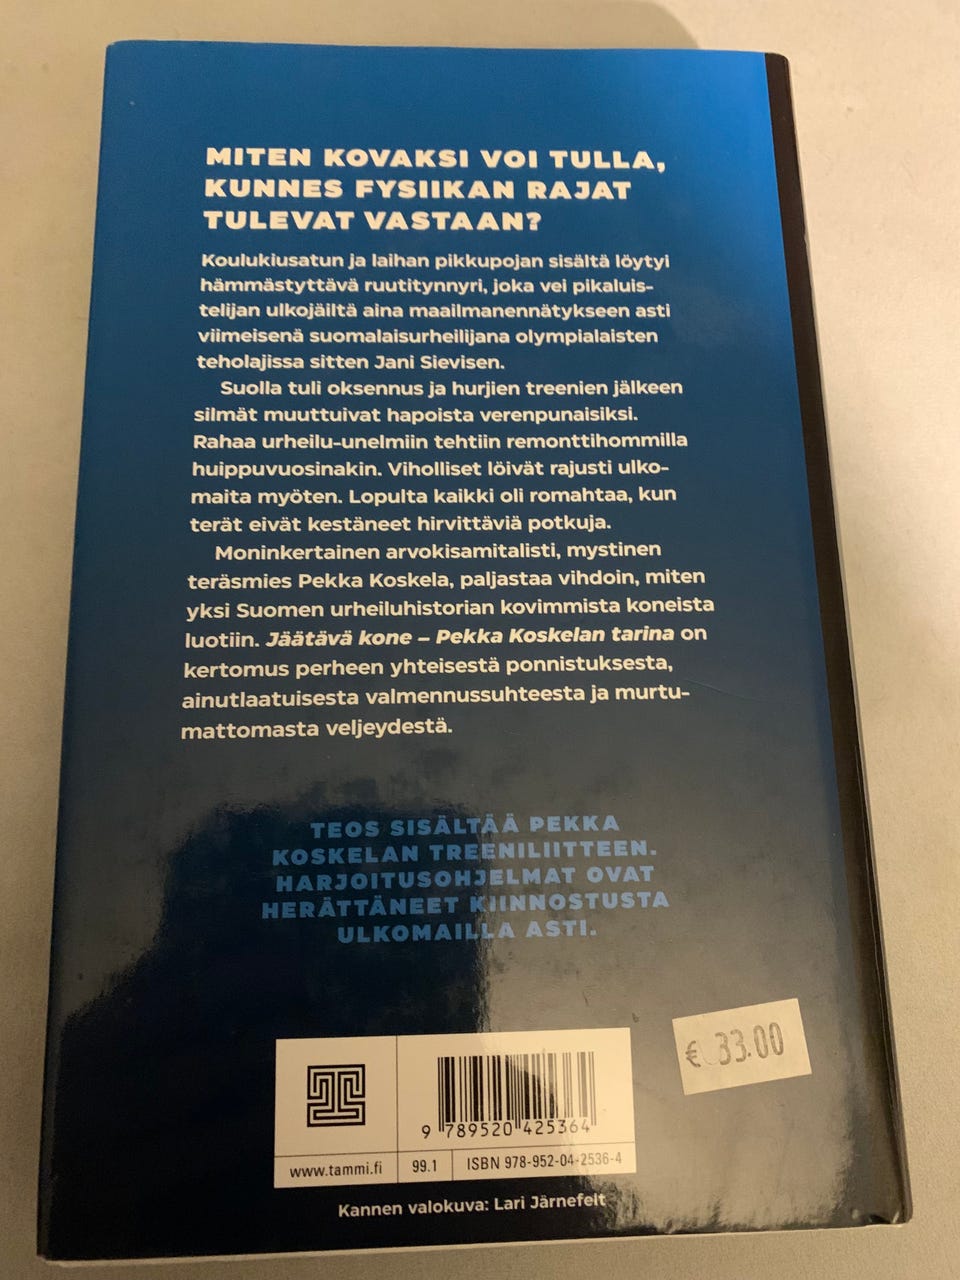 MITEN KOVAKSI VOI TULLA,
KUNNES FYSIIKAN RAJAT
TULEVAT VASTAAN?
Koulukiusatun ja laihan pikkupojan sisältä löytyi
hämmästyttävä ruutitynnyri, joka vei pikaluis-
telijan ulkojäiltä aina maailmanennätykseen asti
viimeisenä suomalaisurheilijana olympialaisten
teholajissa sitten Jani Sievisen.
Suolla tuli oksennus ja hurjien treenien jälkeen
silmät muuttuivat hapoista verenpunaisiksi.
Rahaa urheilu-unelmiin tehtiin remonttihommilla
huippuvuosinakin. Viholliset löivät rajusti ulko-
maita myöten. Lopulta kaikki oli romahtaa, kun
terät eivät kestäneet hirvittäviä potkuja.
Moninkertainen arvokisamitalisti, mystinen
teräsmies Pekka Koskela, paljastaa vihdoin, miten
yksi Suomen urheiluhistorian kovimmista koneista
luotiin. Jäätävä kone – Pekka Koskelan tarina on
kertomus perheen yhteisestä ponnistuksesta,
ainutlaatuisesta valmennussuhteesta ja murtu-
mattomasta veljeydestä.
TEOS SISÄLTÄÄ PEKKA
KOSKELAN TREENILIITTEEN.
HARJOITUSOHJELMAT OVAT
HERÄTTÄNEET KIINNOSTUSTA
ULKOMAILLA ASTI.
€ 33.00
9 789520 425364
www.tammi.fi 99.1 ISBN 978-952-04-2536-4
Kannen valokuva: Lari Järnefelt